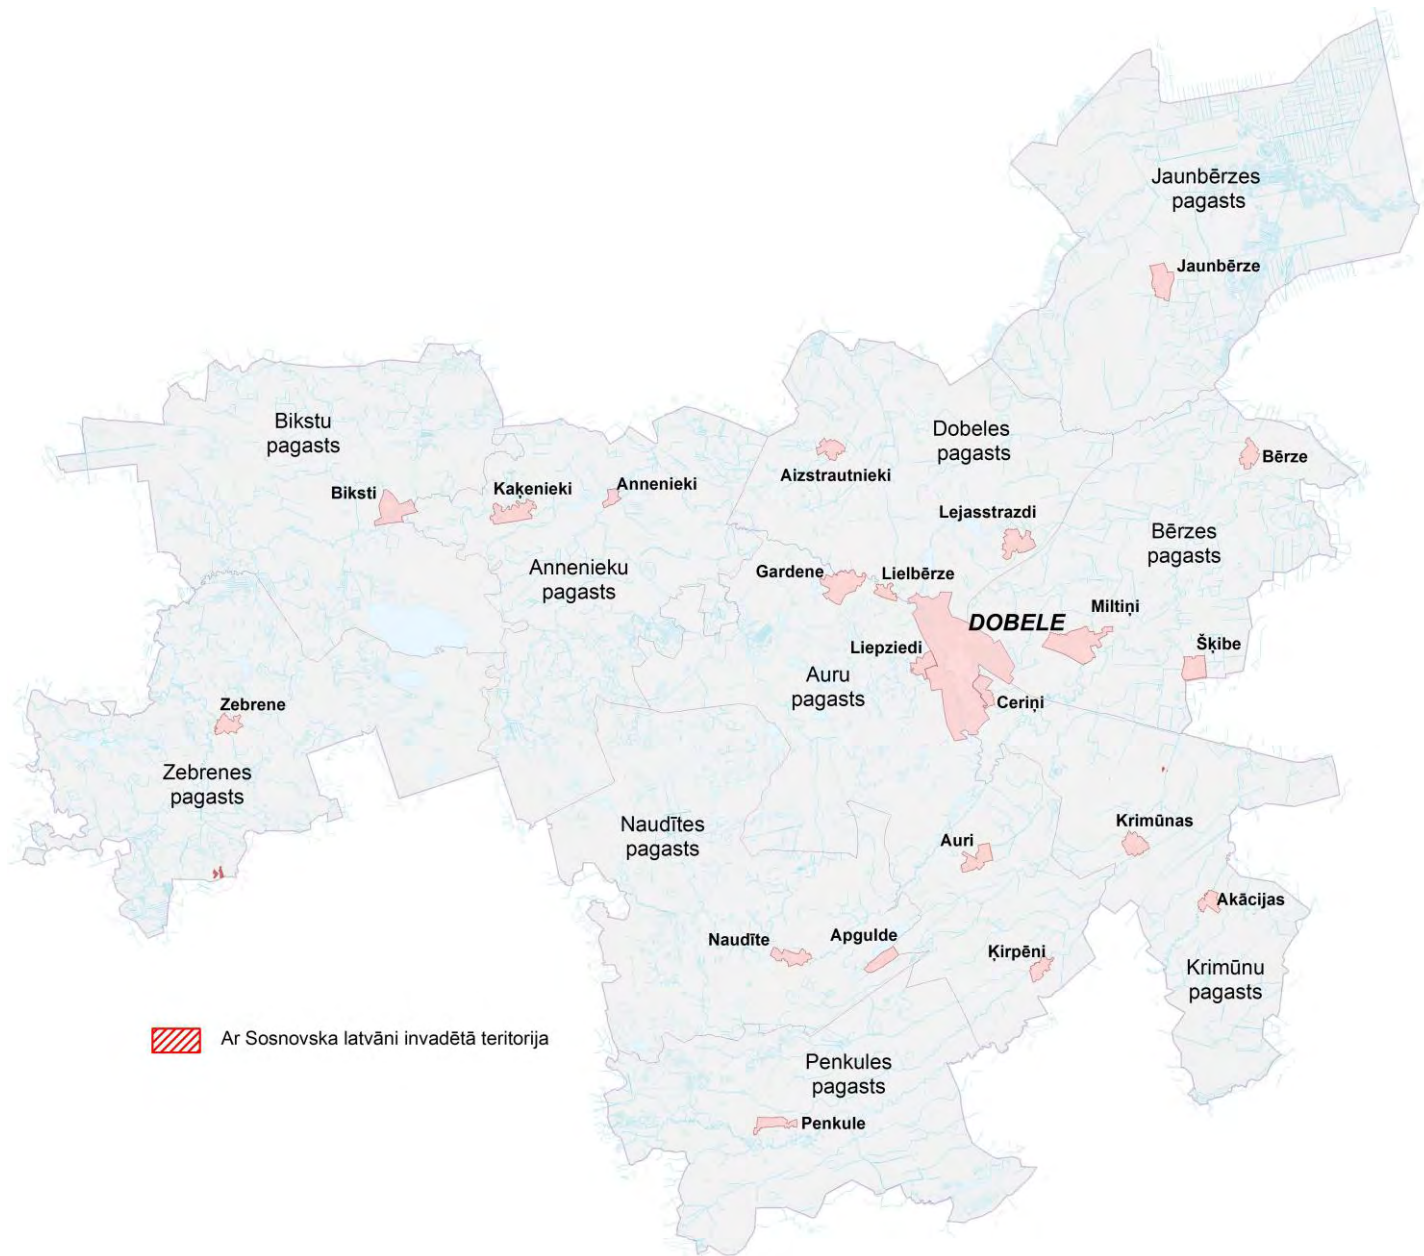 Jaunbērzes
pagasts
Jaunbērze
Bikstu
pagasts
Dobeles
pagasts
Bērze
Aizstrautnieki
Biksti
Kaķenieki
Annenieki
Lejasstrazdi
Bērzes
pagasts
Annenieku
pagasts
Gardene
Lielbērze
DOBELE
Miltiņi
Liepziedi
Šķibe
Auru
pagasts
Ceriņi
Zebrene
Zebrenes
pagasts
Naudītes
pagasts
Krimūnas
Auri
Akācijas
Naudīte
Apgulde
Ķirpēni
Krimūnu
pagasts
Ar Sosnovska latvāni invadētā teritorija
Penkules
pagasts
Penkule